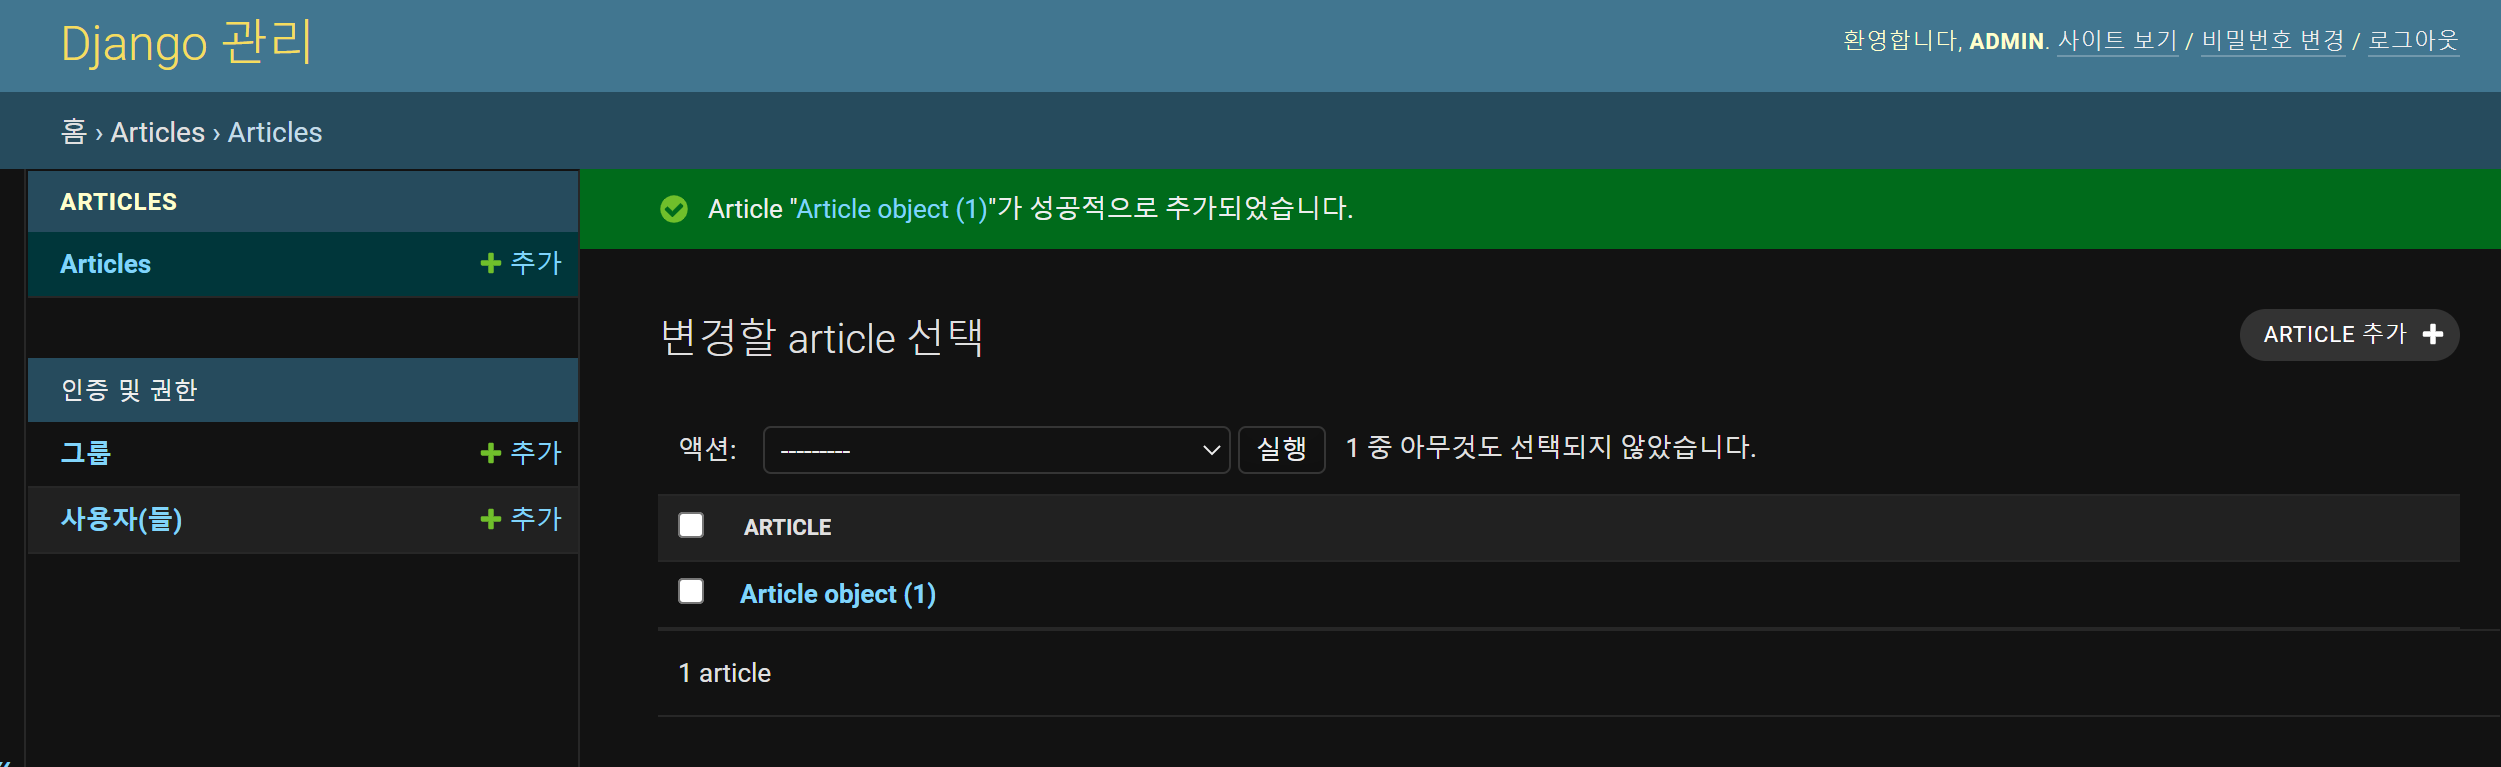 Django 관리
환영합니다, ADMIN. 사이트 보기 / 비밀번호 변경 / 로그아웃
홈 › Articles › Articles
ARTICLES
Articles
추가
인증 및 권한
그룹
추가
사용자(들)
추가
Article "Article object (1)"가 성공적으로 추가되었습니다.
변경할 article 선택
ARTICLE 추가
액션: --------- 실행 1 중 아무것도 선택되지 않았습니다.
ARTICLE
Article object (1)
1 article